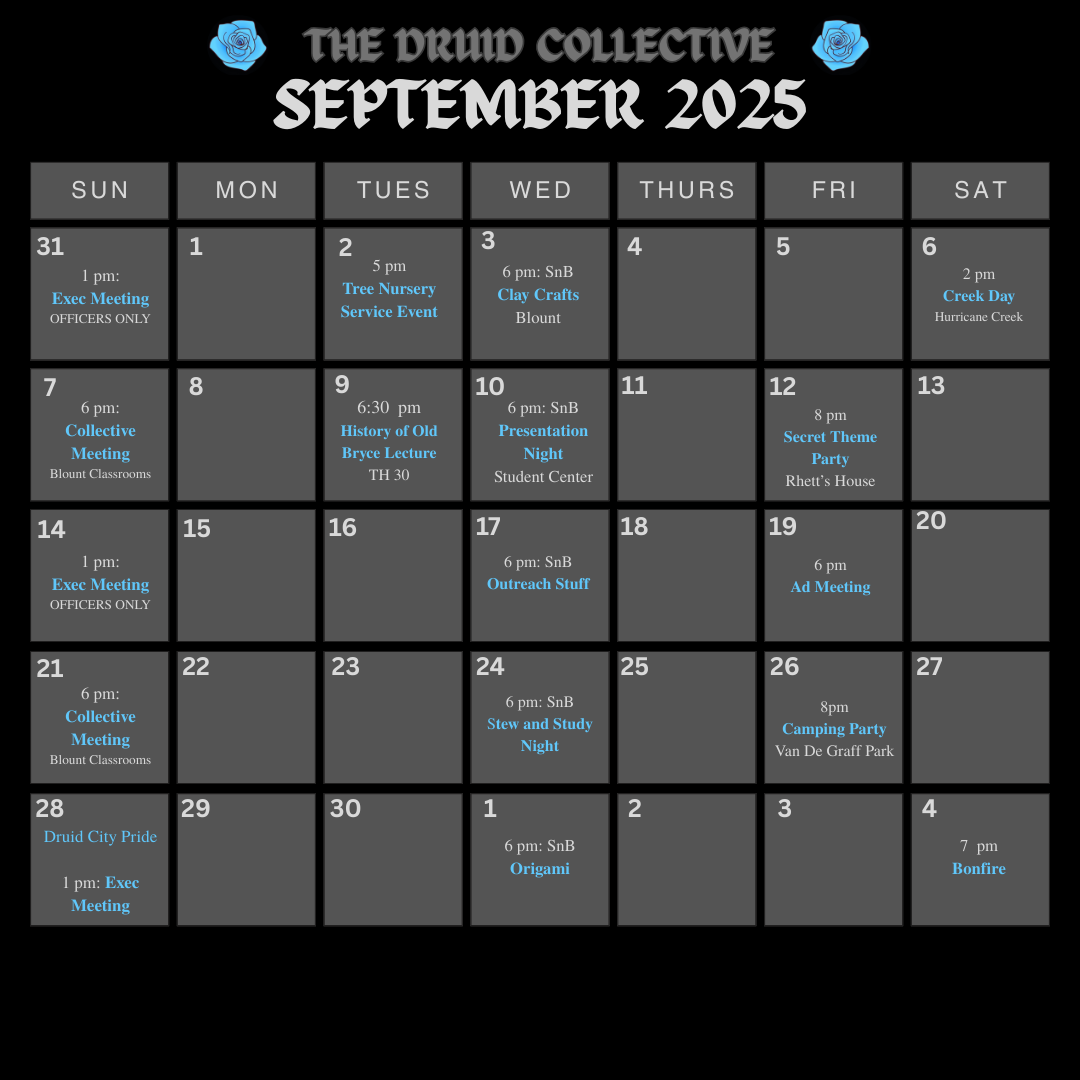 THE DRUID COLLECTIVE
SEPTEMBER 2025
SUN
MON
TUES
WED
THURS
FRI
SAT
31
1 pm:
Exec Meeting
OFFICERS ONLY
1
2
5 pm
Tree Nursery
Service Event
3
6 pm: SnB
Clay Crafts
Blount
4
5
6
2 pm
Creek Day
Hurricane Creek
7
6 pm:
Collective
Meeting
Blount Classrooms
8
9
6:30 pm
History of Old
Bryce Lecture
TH 30
10
6 pm: SnB
Presentation
Night
Student Center
11
12
8 pm
Secret Theme
Party
Rhett's House
13
14
1 pm:
Exec Meeting
OFFICERS ONLY
15
16
17
6 pm: SnB
Outreach Stuff
18
19
6 pm
Ad Meeting
20
21
6 pm:
Collective
Meeting
Blount Classrooms
22
23
24
6 pm: SnB
Stew and Study
Night
25
26
8pm
Camping Party
Van De Graff Park
27
28
Druid City Pride
1 pm: Exec
Meeting
29
30
1
6 pm: SnB
Origami
2
3
4
7 pm
Bonfire